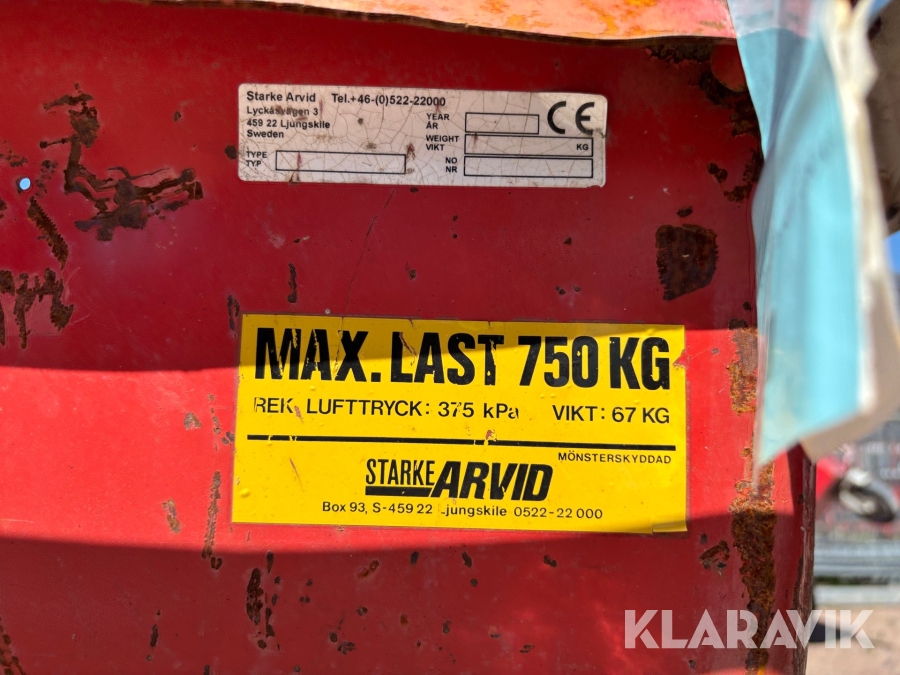 Starke Arvid Tel.+46-(0)522-22000
Lyckåsvägen 3
459 22 Ljungskile
Sweden
YEAR
ÅR
CE
WEIGHT
VIKT
KG
TYPE
TYP
NO
NR
MAX. LAST 750 KG
REK. LUFTTRYCK: 375 kPa VIKT: 67 KG
MÖNSTERSKYDDAD
STARKE ARVID
Box 93, S-459 22 Ljungskile 0522-22 000
KLARAVIK